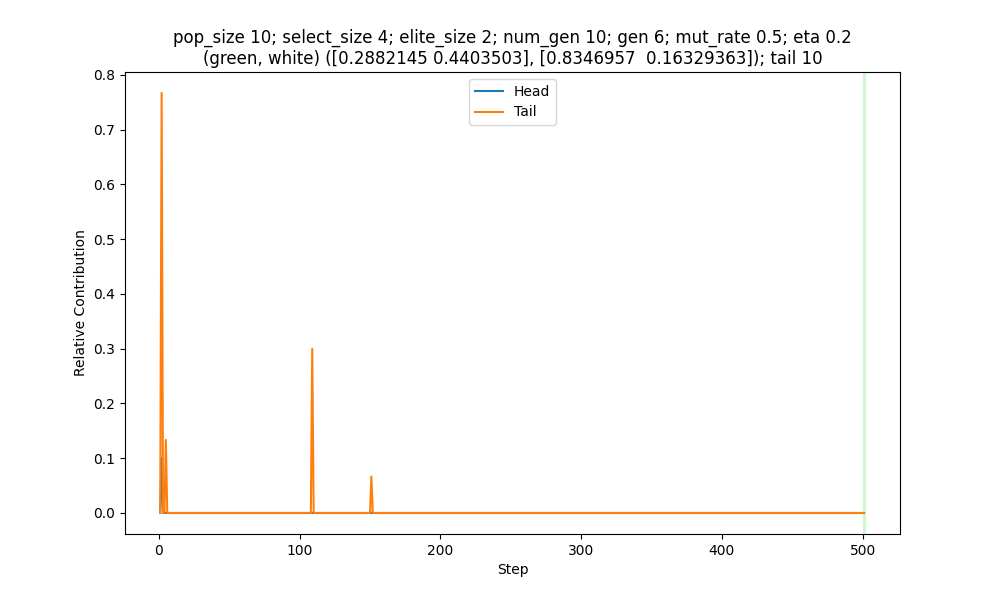 pop_size 10; select_size 4; elite_size 2; num_gen 10; gen 6; mut_rate 0.5; eta 0.2
(green, white) ([0.2882145 0.4403503], [0.8346957  0.16329363]); tail 10
Head
Tail
0.8
0.7
0.6
0.5
0.4
0.3
0.2
0.1
0.0
Relative Contribution
0
100
200
300
400
500
Step